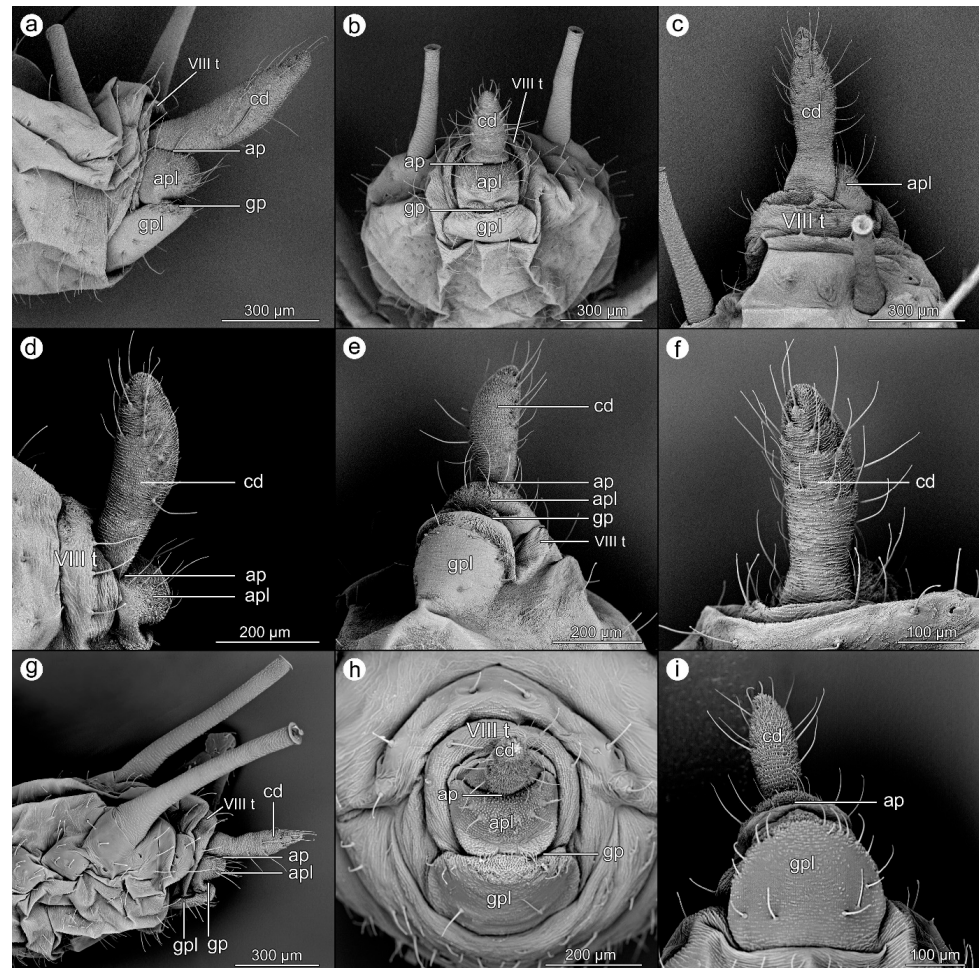 a
VIII t
cd
ap
apl
gp
gpl
300 µm
b
VIII t
cd
ap
apl
gp
gpl
300 µm
c
cd
apl
VIII t
300 µm
d
cd
VIII t
ap
apl
200 µm
e
cd
ap
apl
gp
VIII t
gpl
200 µm
f
cd
100 µm
g
VIII t
cd
ap
apl
gpl gp
300 µm
h
VIII t
cd
ap
apl
gp
gpl
200 µm
i
cd
ap
gpl
100 µm